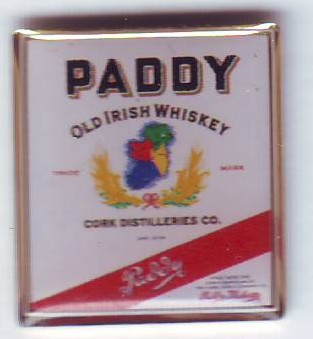 PADDY
OLD IRISH WHISKEY
TRADE MARK
CORK DISTILLERIES CO.
Paddy